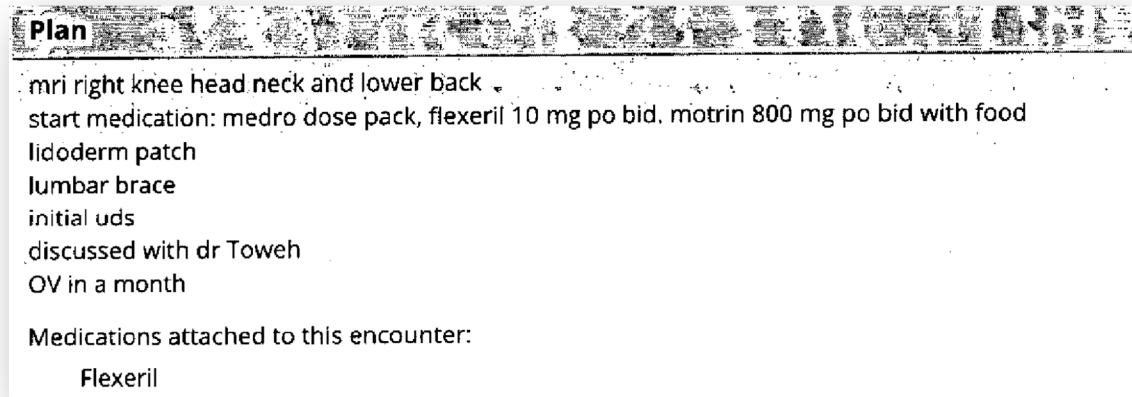 Plan
mri right knee head neck and lower back
start medication: medro dose pack, flexeril 10 mg po bid. motrin 800 mg po bid with food
lidoderm patch
lumbar brace
initial uds
discussed with dr Toweh
OV in a month
Medications attached to this encounter:
Flexeril